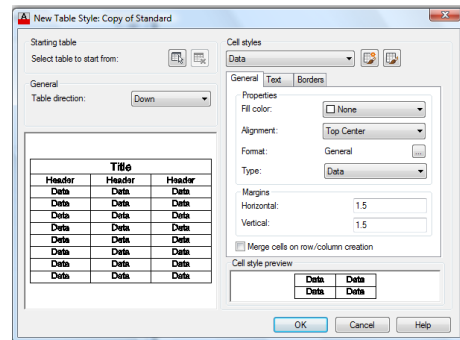 New Table Style: Copy of Standard
Starting table
Select table to start from:
General
Table direction: Down
Title
Header Header Header
Data Data Data
Data Data Data
Data Data Data
Data Data Data
Data Data Data
Data Data Data
Data Data Data
Data Data Data
Cell styles
Data
General Text Borders
Properties
Fill color: None
Alignment: Top Center
Format: General ...
Type: Data
Margins
Horizontal: 1.5
Vertical: 1.5
Merge cells on row/column creation
Cell style preview
Data Data
Data Data
OK Cancel Help